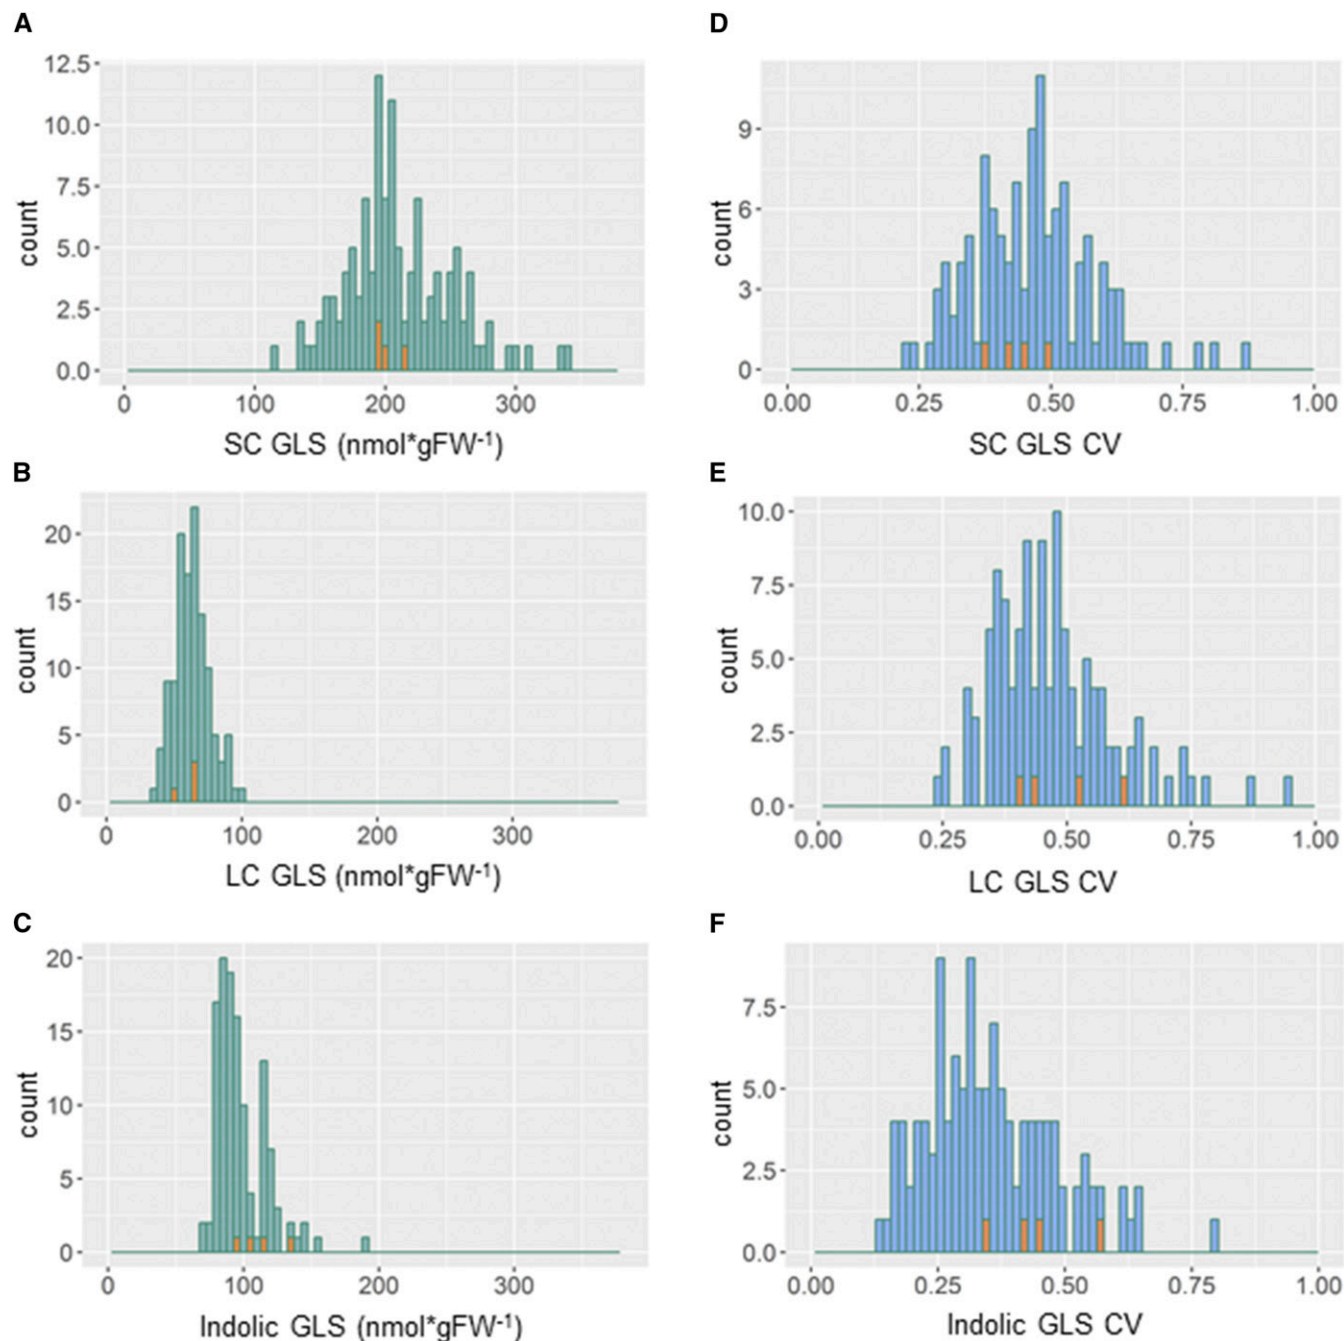 A
12.5
10.0
7.5
5.0
2.5
0.0
count
0 100 200 300
SC GLS (nmol*gFW-1)
D
9
6
3
0
count
0.00 0.25 0.50 0.75 1.00
SC GLS CV
B
20
15
10
5
0
count
0 100 200 300
LC GLS (nmol*gFW-1)
E
10.0
7.5
5.0
2.5
0.0
count
0.00 0.25 0.50 0.75 1.00
LC GLS CV
C
20
15
10
5
0
count
0 100 200 300
Indolic GLS (nmol*gFW-1)
F
7.5
5.0
2.5
0.0
count
0.00 0.25 0.50 0.75 1.00
Indolic GLS CV